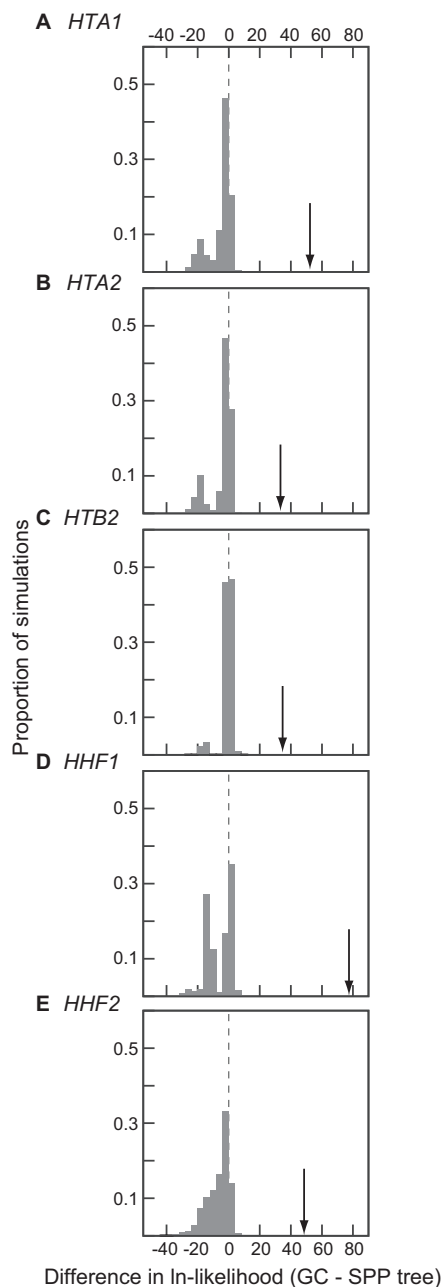 A HTA1
-40 -20 0 20 40 60 80
0.5
0.3
0.1
B HTA2
0.5
0.3
0.1
C HTB2
0.5
0.3
0.1
D HHF1
0.5
0.3
0.1
E HHF2
0.5
0.3
0.1
-40 -20 0 20 40 60 80
Proportion of simulations
Difference in ln-likelihood (GC - SPP tree)